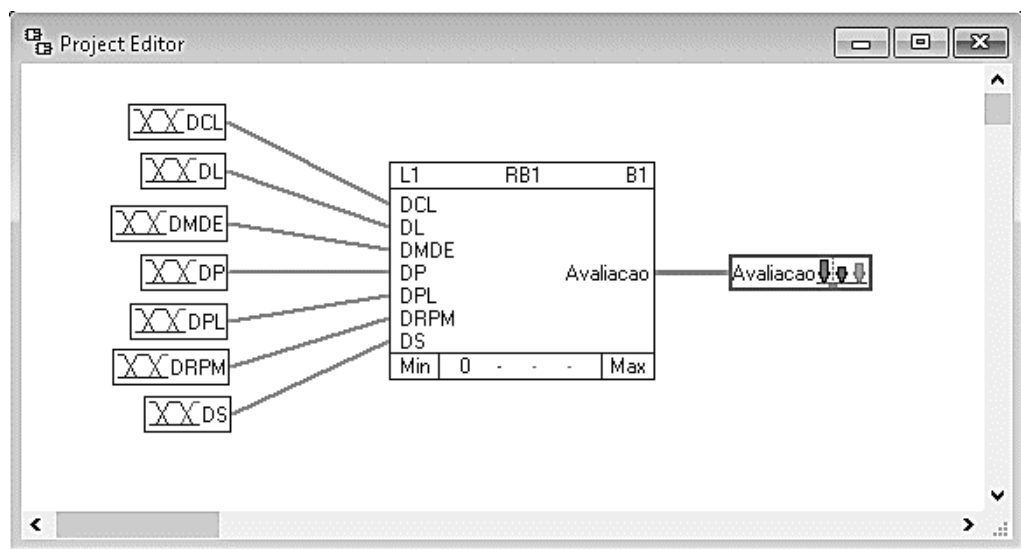 Project Editor
DCL
DL
DMDE
DP
DPL
DRPM
DS
L1 RB1 B1
DCL
DL
DMDE
DP
DPL
DRPM
DS
Avaliacao
Min 0 - - - Max
Avaliacao